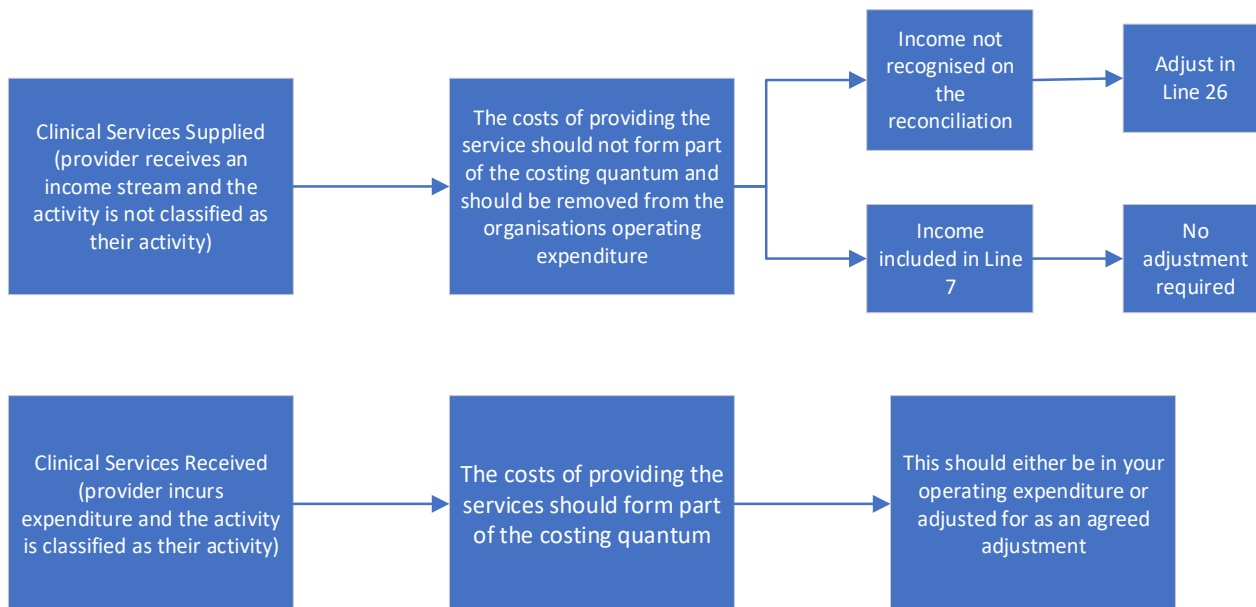 Clinical Services Supplied
(provider receives an
income stream and the
activity is not classified as
their activity)
The costs of providing the
service should not form part
of the costing quantum and
should be removed from the
organisations operating
expenditure
Income not
recognised on
the
reconciliation
Adjust in
Line 26
Income
included in Line
7
No
adjustment
required
Clinical Services Received
(provider incurs
expenditure and the activity
is classified as their activity)
The costs of providing the
services should form part
of the costing quantum
This should either be in your
operating expenditure or
adjusted for as an agreed
adjustment